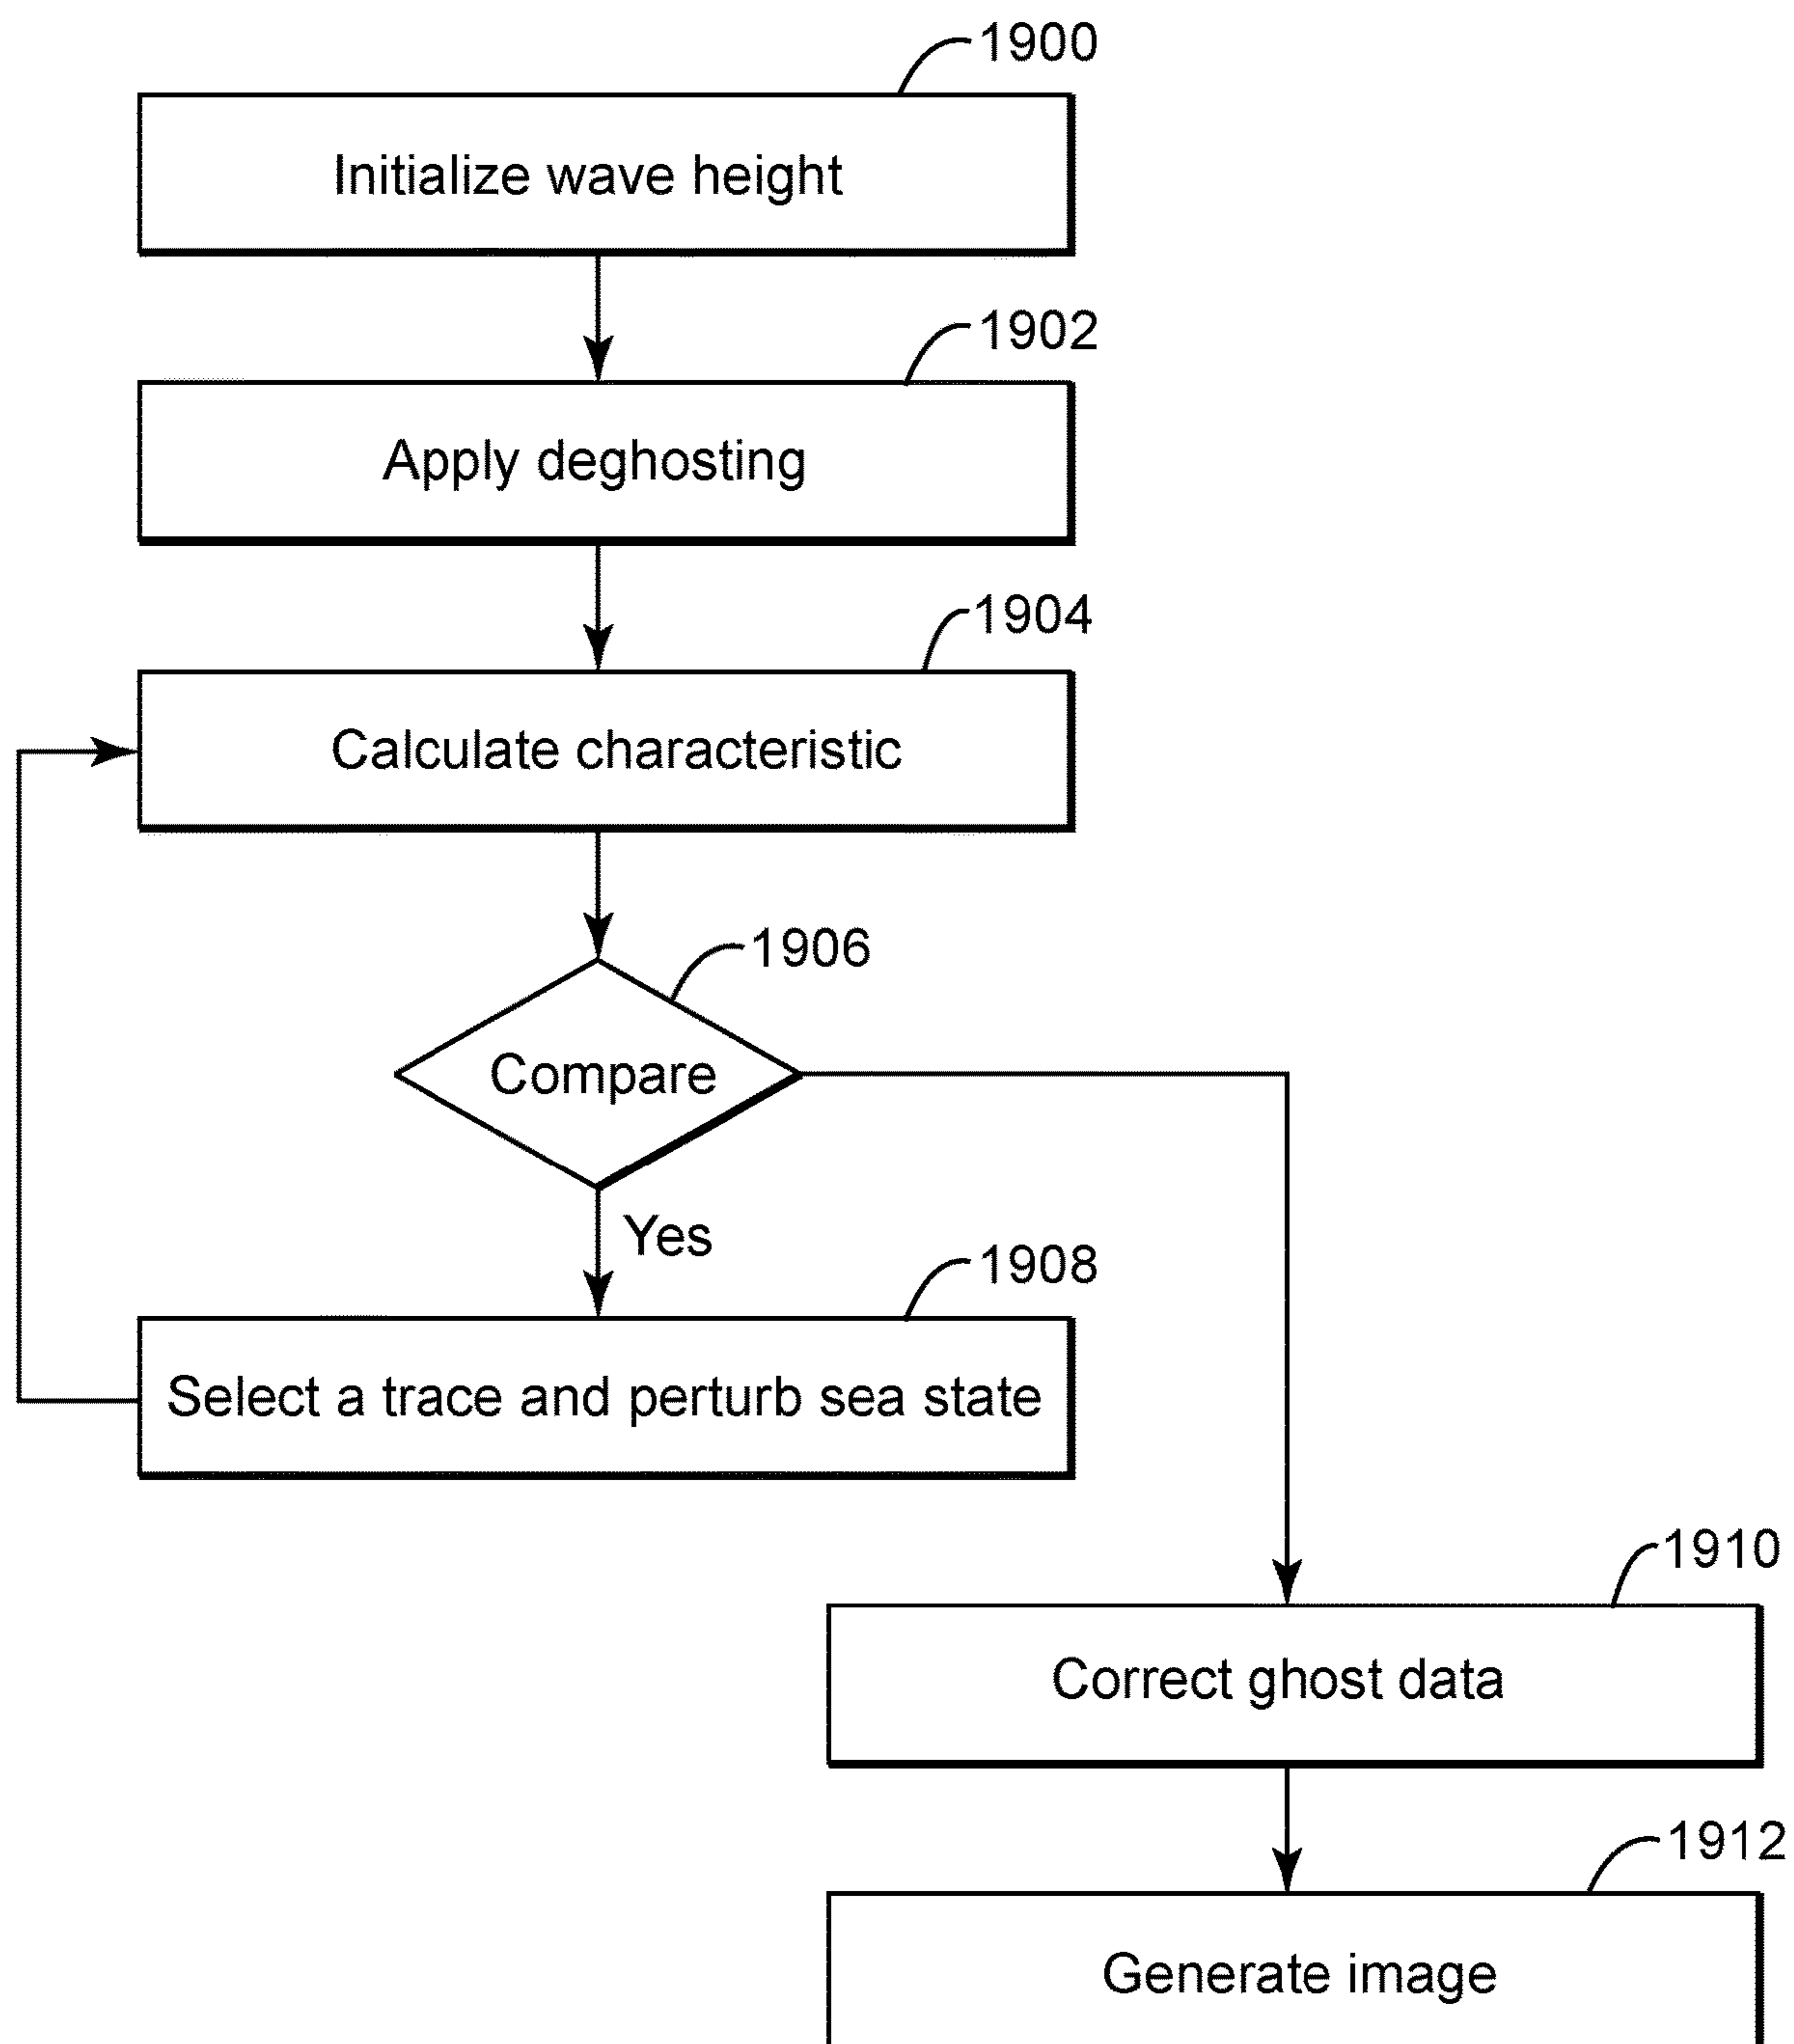 1900
Initialize wave height
1902
Apply deghosting
1904
Calculate characteristic
1906
Compare
Yes
1908
Select a trace and perturb sea state
1910
Correct ghost data
1912
Generate image